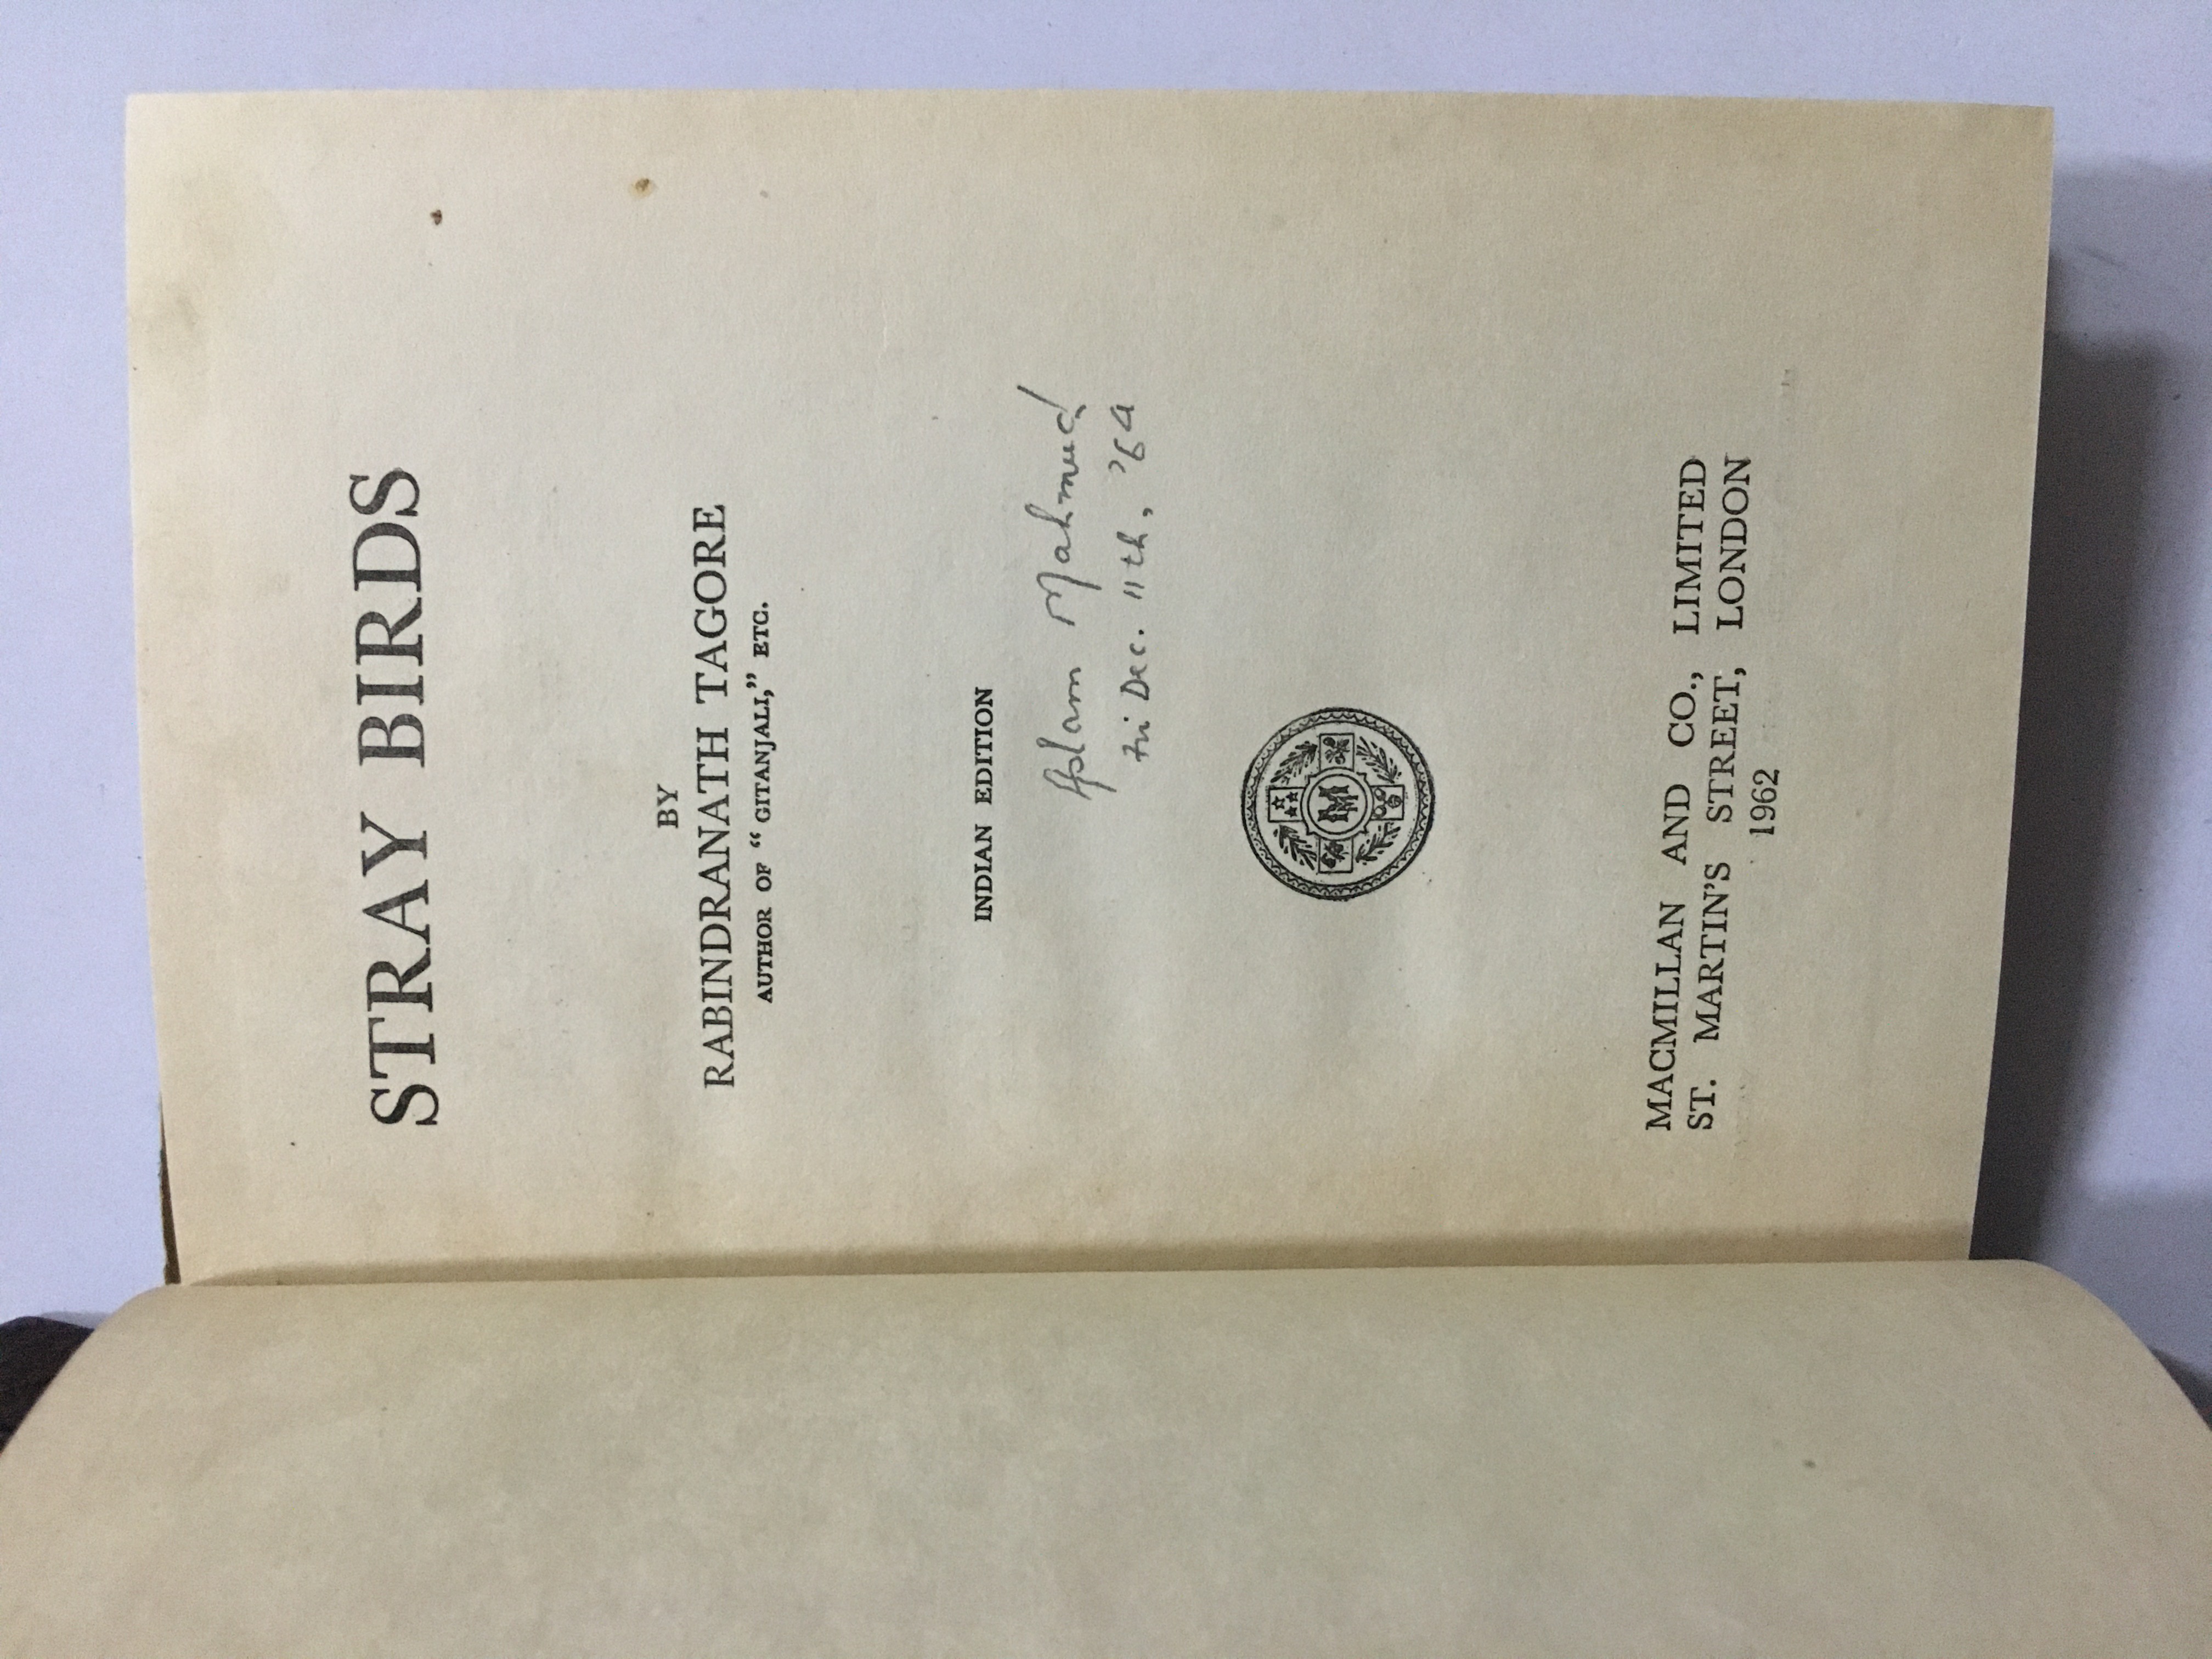 STRAY BIRDS
BY
RABINDRANATH TAGORE
AUTHOR OF “GITANJALI,” ETC.
INDIAN EDITION
Aslam Mahmud
Fri Dec. 11th, '64
M M
MACMILLAN AND CO., LIMITED
ST. MARTIN'S STREET, LONDON
1962